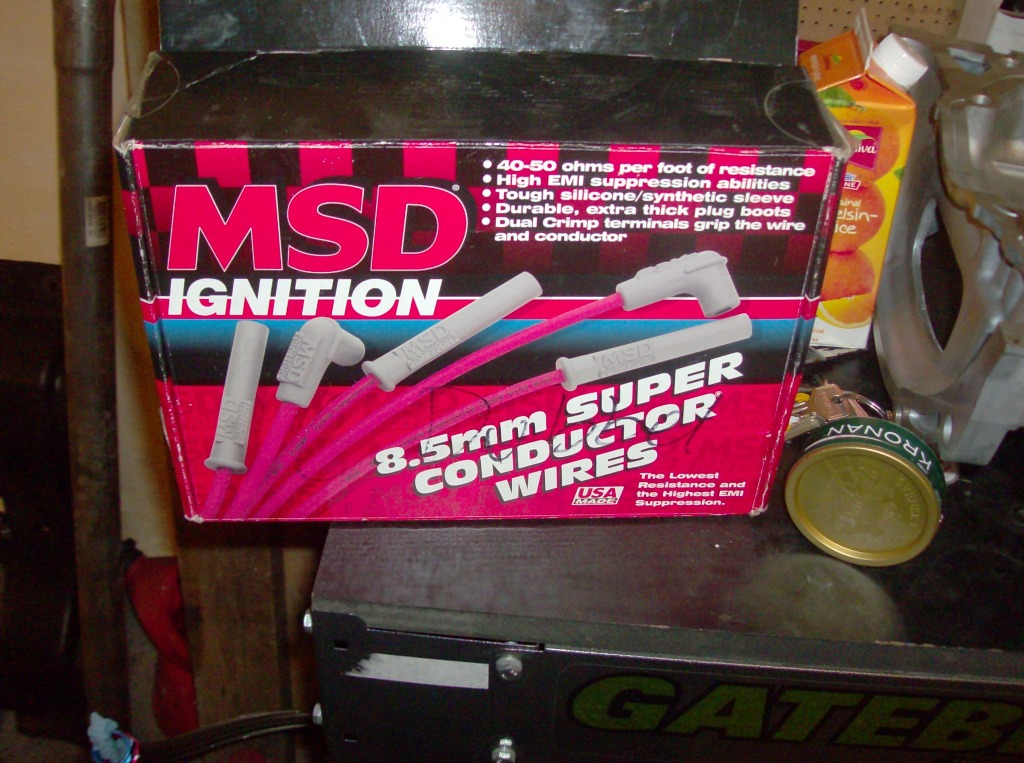 MSD
IGNITION
• 40-50 ohms per foot of resistance
• High EMI suppression abilities
• Tough silicone/synthetic sleeve
• Durable, extra thick plug boots
• Dual Crimp terminals grip the wire
and conductor
MSD
MSD
MSD
MSD
8.5mm SUPER
CONDUCTOR
WIRES
USA
MADE
The Lowest
Resistance and
the Highest EMI
Suppression.
KRONAN
GATEB